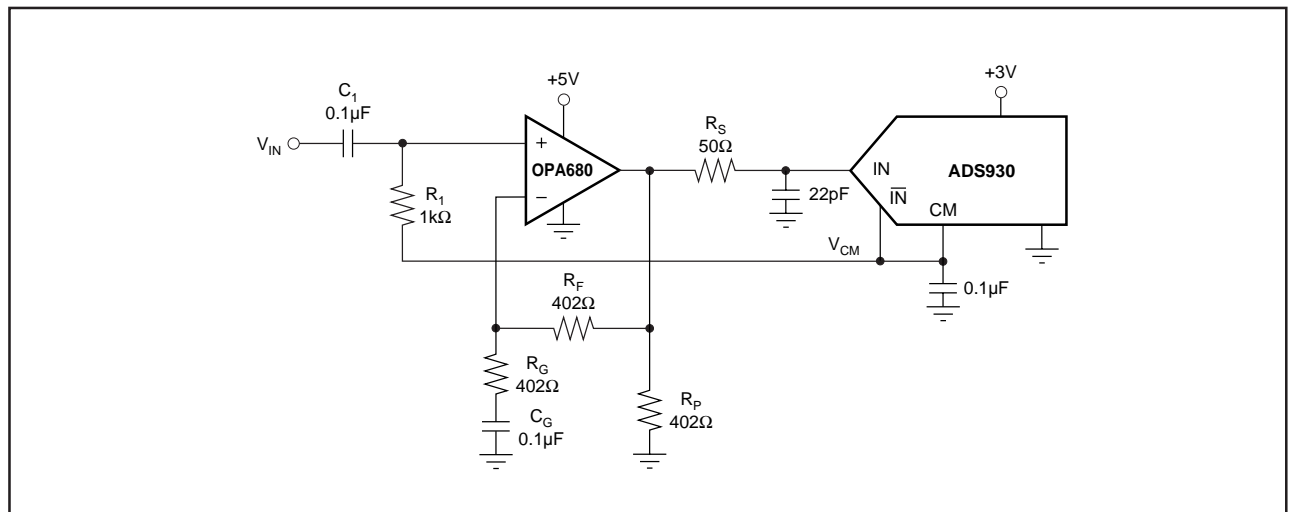 +5V
+3V
C1
0.1µF
VIN
+
OPA680
−
RS
50Ω
IN
ADS930
IN
CM
22pF
R1
1kΩ
VCM
0.1µF
RF
402Ω
RG
402Ω
RP
402Ω
CG
0.1µF